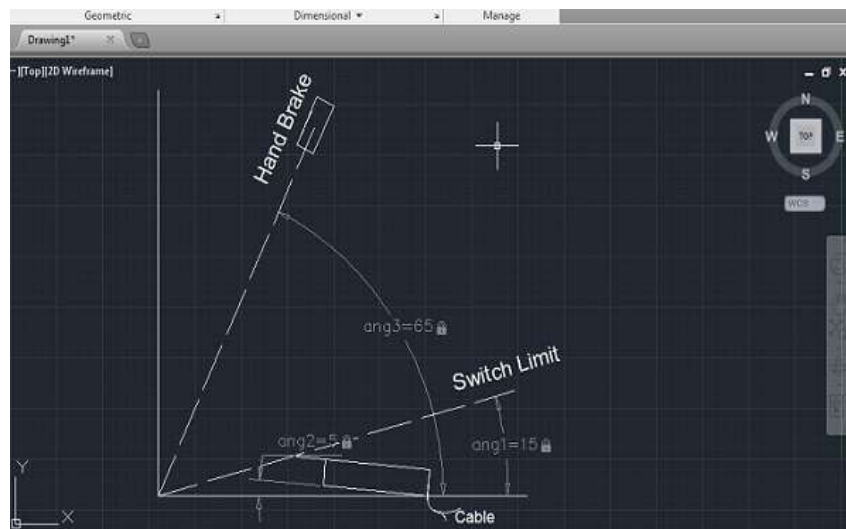 Geometric
Dimensional
Manage
Drawing1*
-][Top][2D Wireframe]
N
W
TOP
E
S
WCS
Hand Brake
ang3=65
Switch Limit
ang2=5
ang1=15
Y
X
Cable